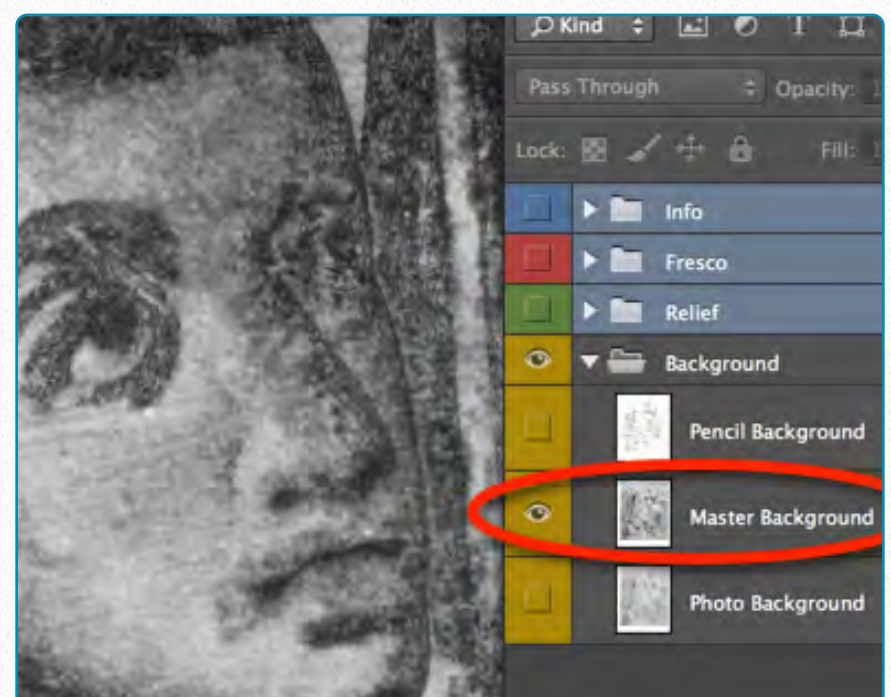 Kind T
Pass Through Opacity:
Lock: Fill:
Info
Fresco
Relief
Background
Pencil Background
Master Background
Photo Background